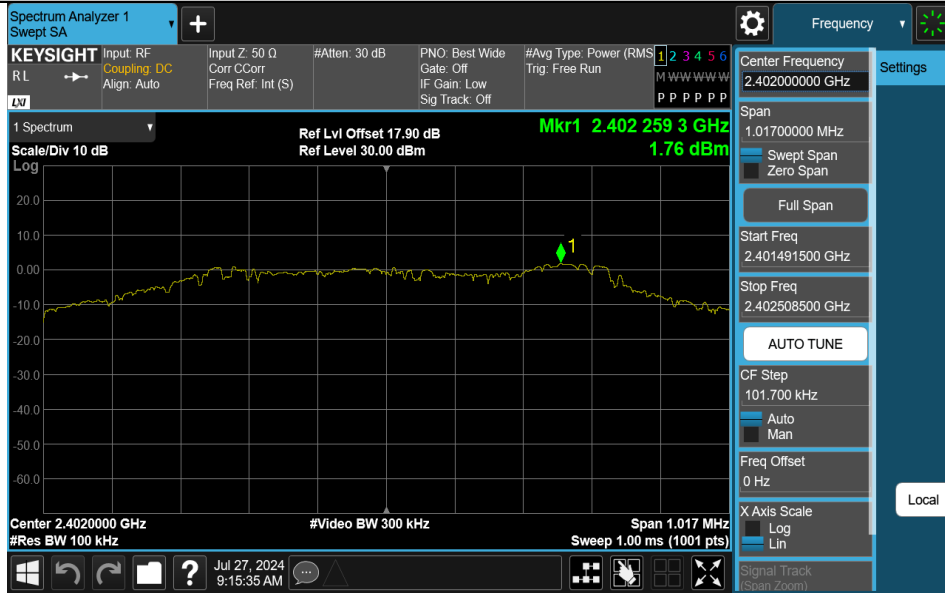 Spectrum Analyzer 1
Swept SA
+
Frequency
KEYSIGHT
R L
LXI
Input: RF
Coupling: DC
Align: Auto
Input Z: 50 Ω
Corr CCorr
Freq Ref: Int (S)
#Atten: 30 dB
PNO: Best Wide
Gate: Off
IF Gain: Low
Sig Track: Off
#Avg Type: Power (RMS
Trig: Free Run
1 2 3 4 5 6
M W W W W W
P P P P P P
1 Spectrum
Scale/Div 10 dB
Log
Ref Lvl Offset 17.90 dB
Ref Level 30.00 dBm
Mkr1 2.402 259 3 GHz
1.76 dBm
20.0
10.0
0.00
-10.0
-20.0
-30.0
-40.0
-50.0
-60.0
1
Center 2.4020000 GHz
#Res BW 100 kHz
#Video BW 300 kHz
Span 1.017 MHz
Sweep 1.00 ms (1001 pts)
?
Jul 27, 2024
9:15:35 AM
Center Frequency
2.402000000 GHz
Span
1.01700000 MHz
Swept Span
Zero Span
Full Span
Start Freq
2.401491500 GHz
Stop Freq
2.402508500 GHz
AUTO TUNE
CF Step
101.700 kHz
Auto
Man
Freq Offset
0 Hz
X Axis Scale
Log
Lin
Signal Track
(Span Zoom)
Settings
Local